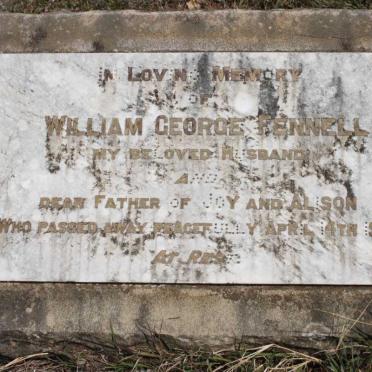 IN LOVING MEMORY
OF
WILLIAM GEORGE FENNELL
MY BELOVED HUSBAND
AND
DEAR FATHER OF JOY AND ALISON
WHO PASSED AWAY PEACEFULLY APRIL 4TH
AT REST